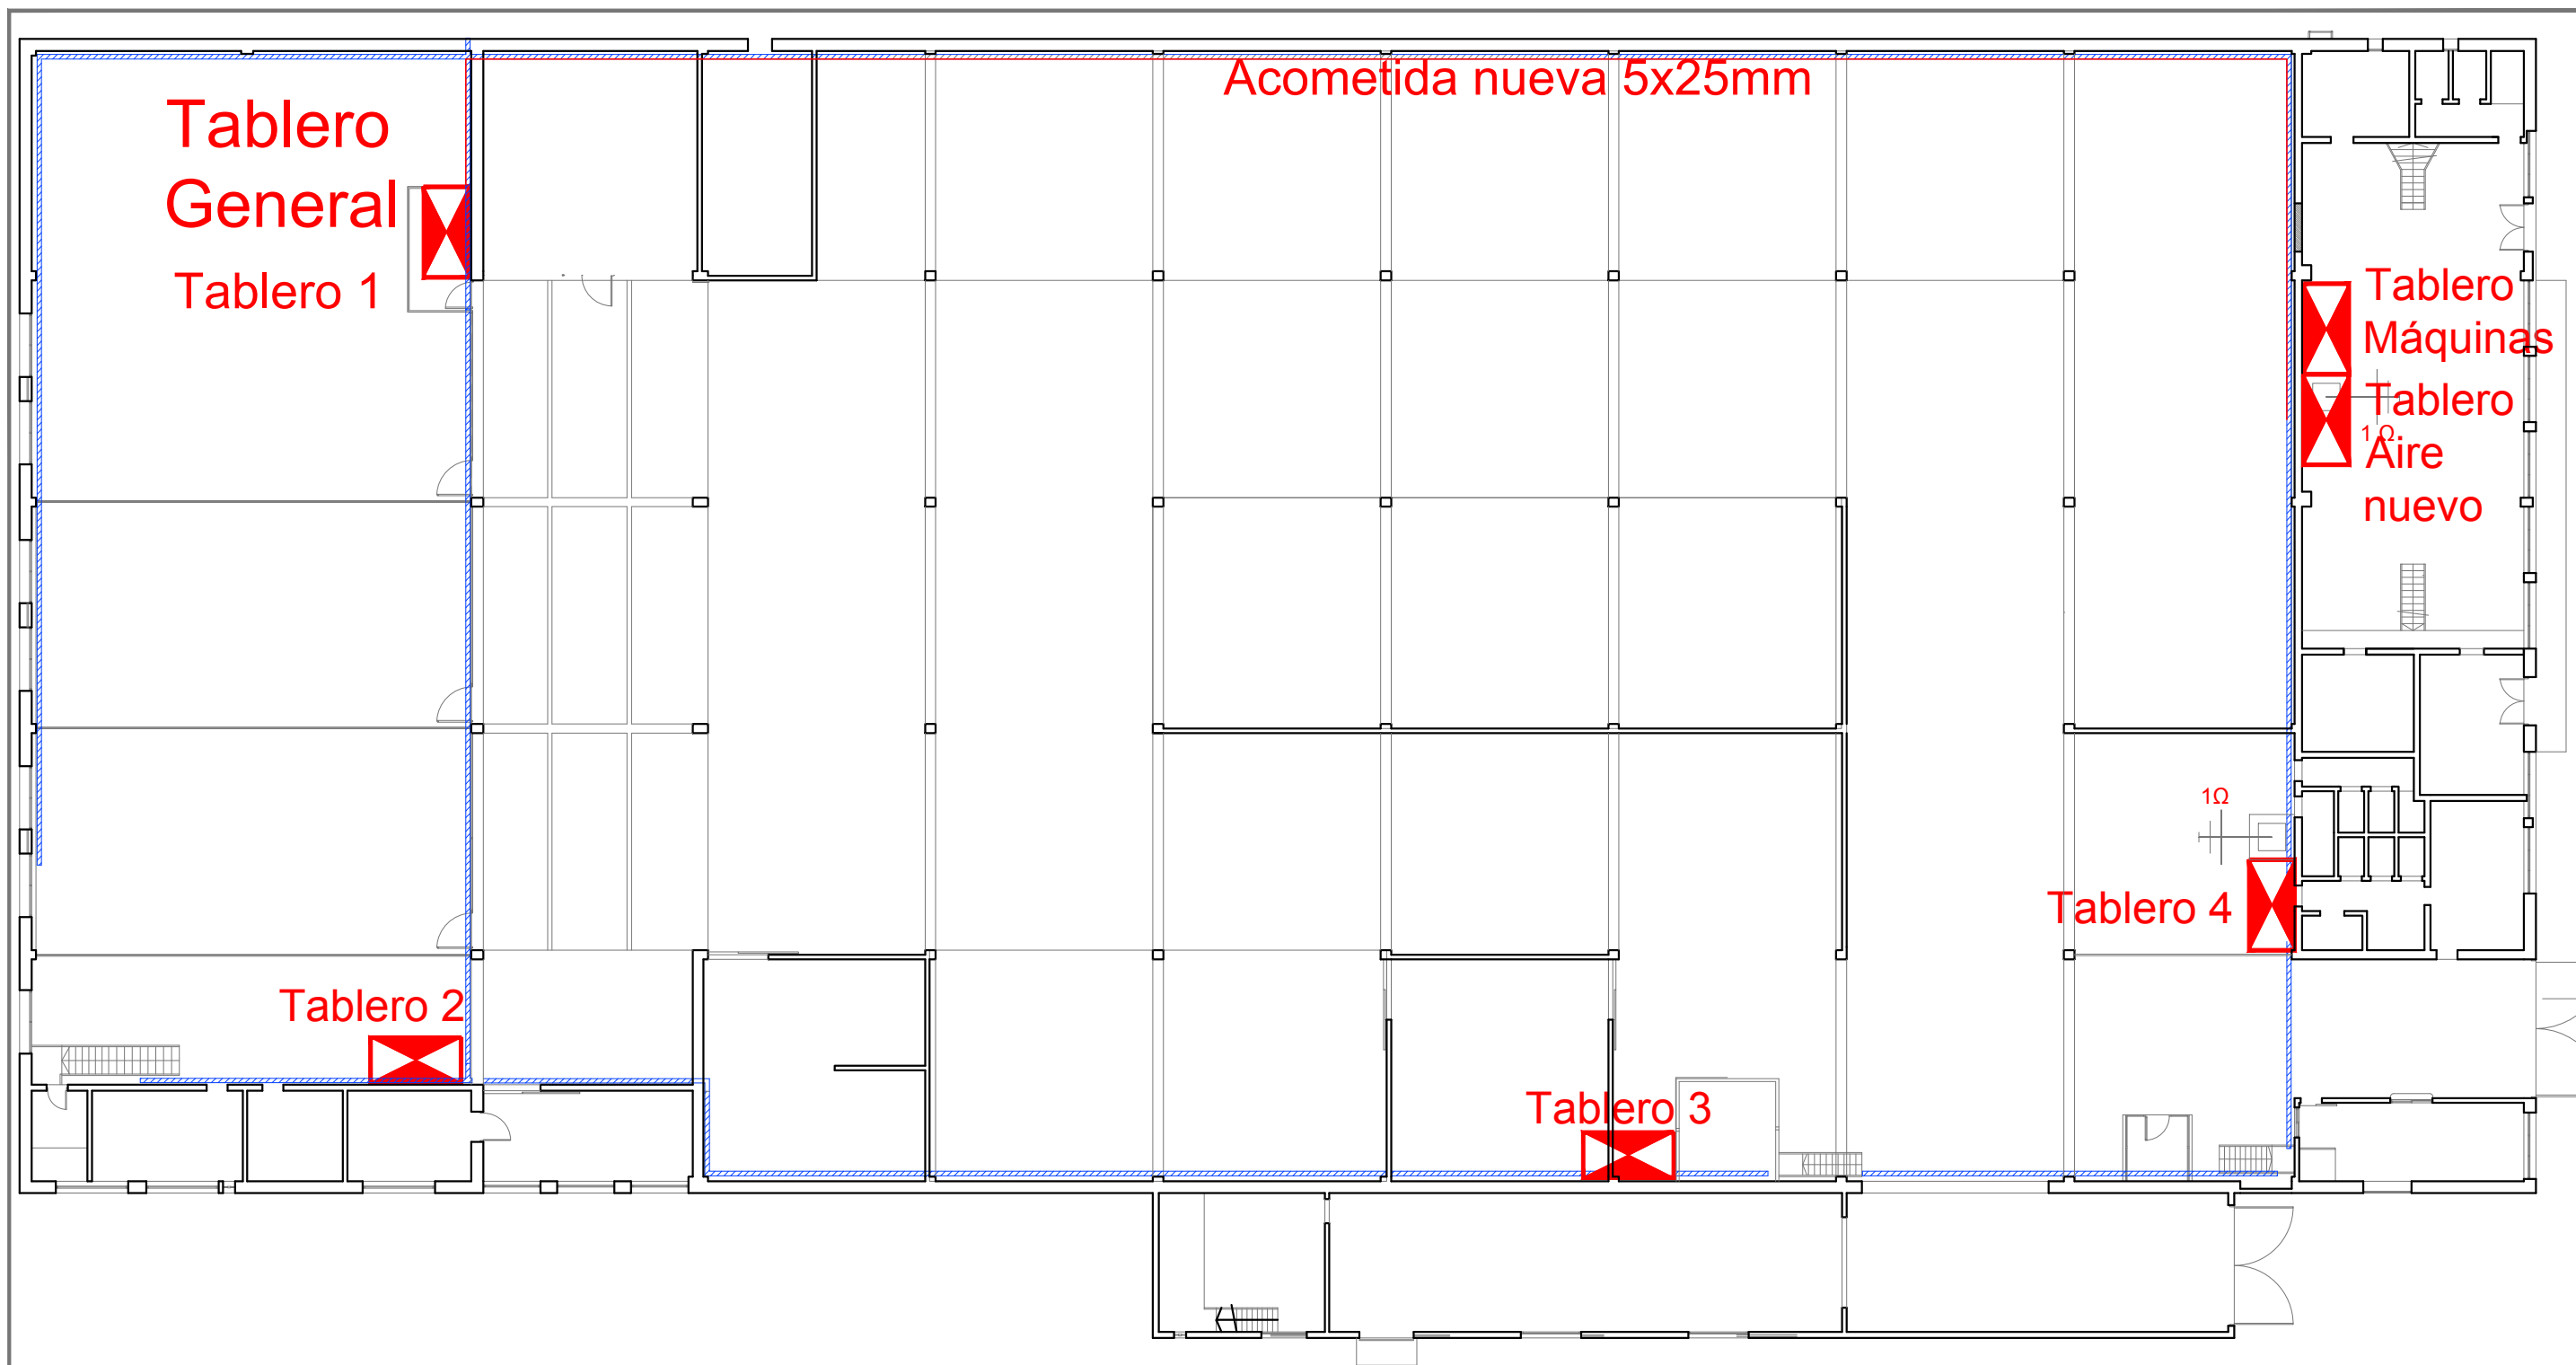 Acometida nueva 5x25mm
Tablero
General
Tablero 1
Tablero
Máquinas
Tablero
1 Ω
Aire
nuevo
1Ω
Tablero 4
Tablero 2
Tablero 3